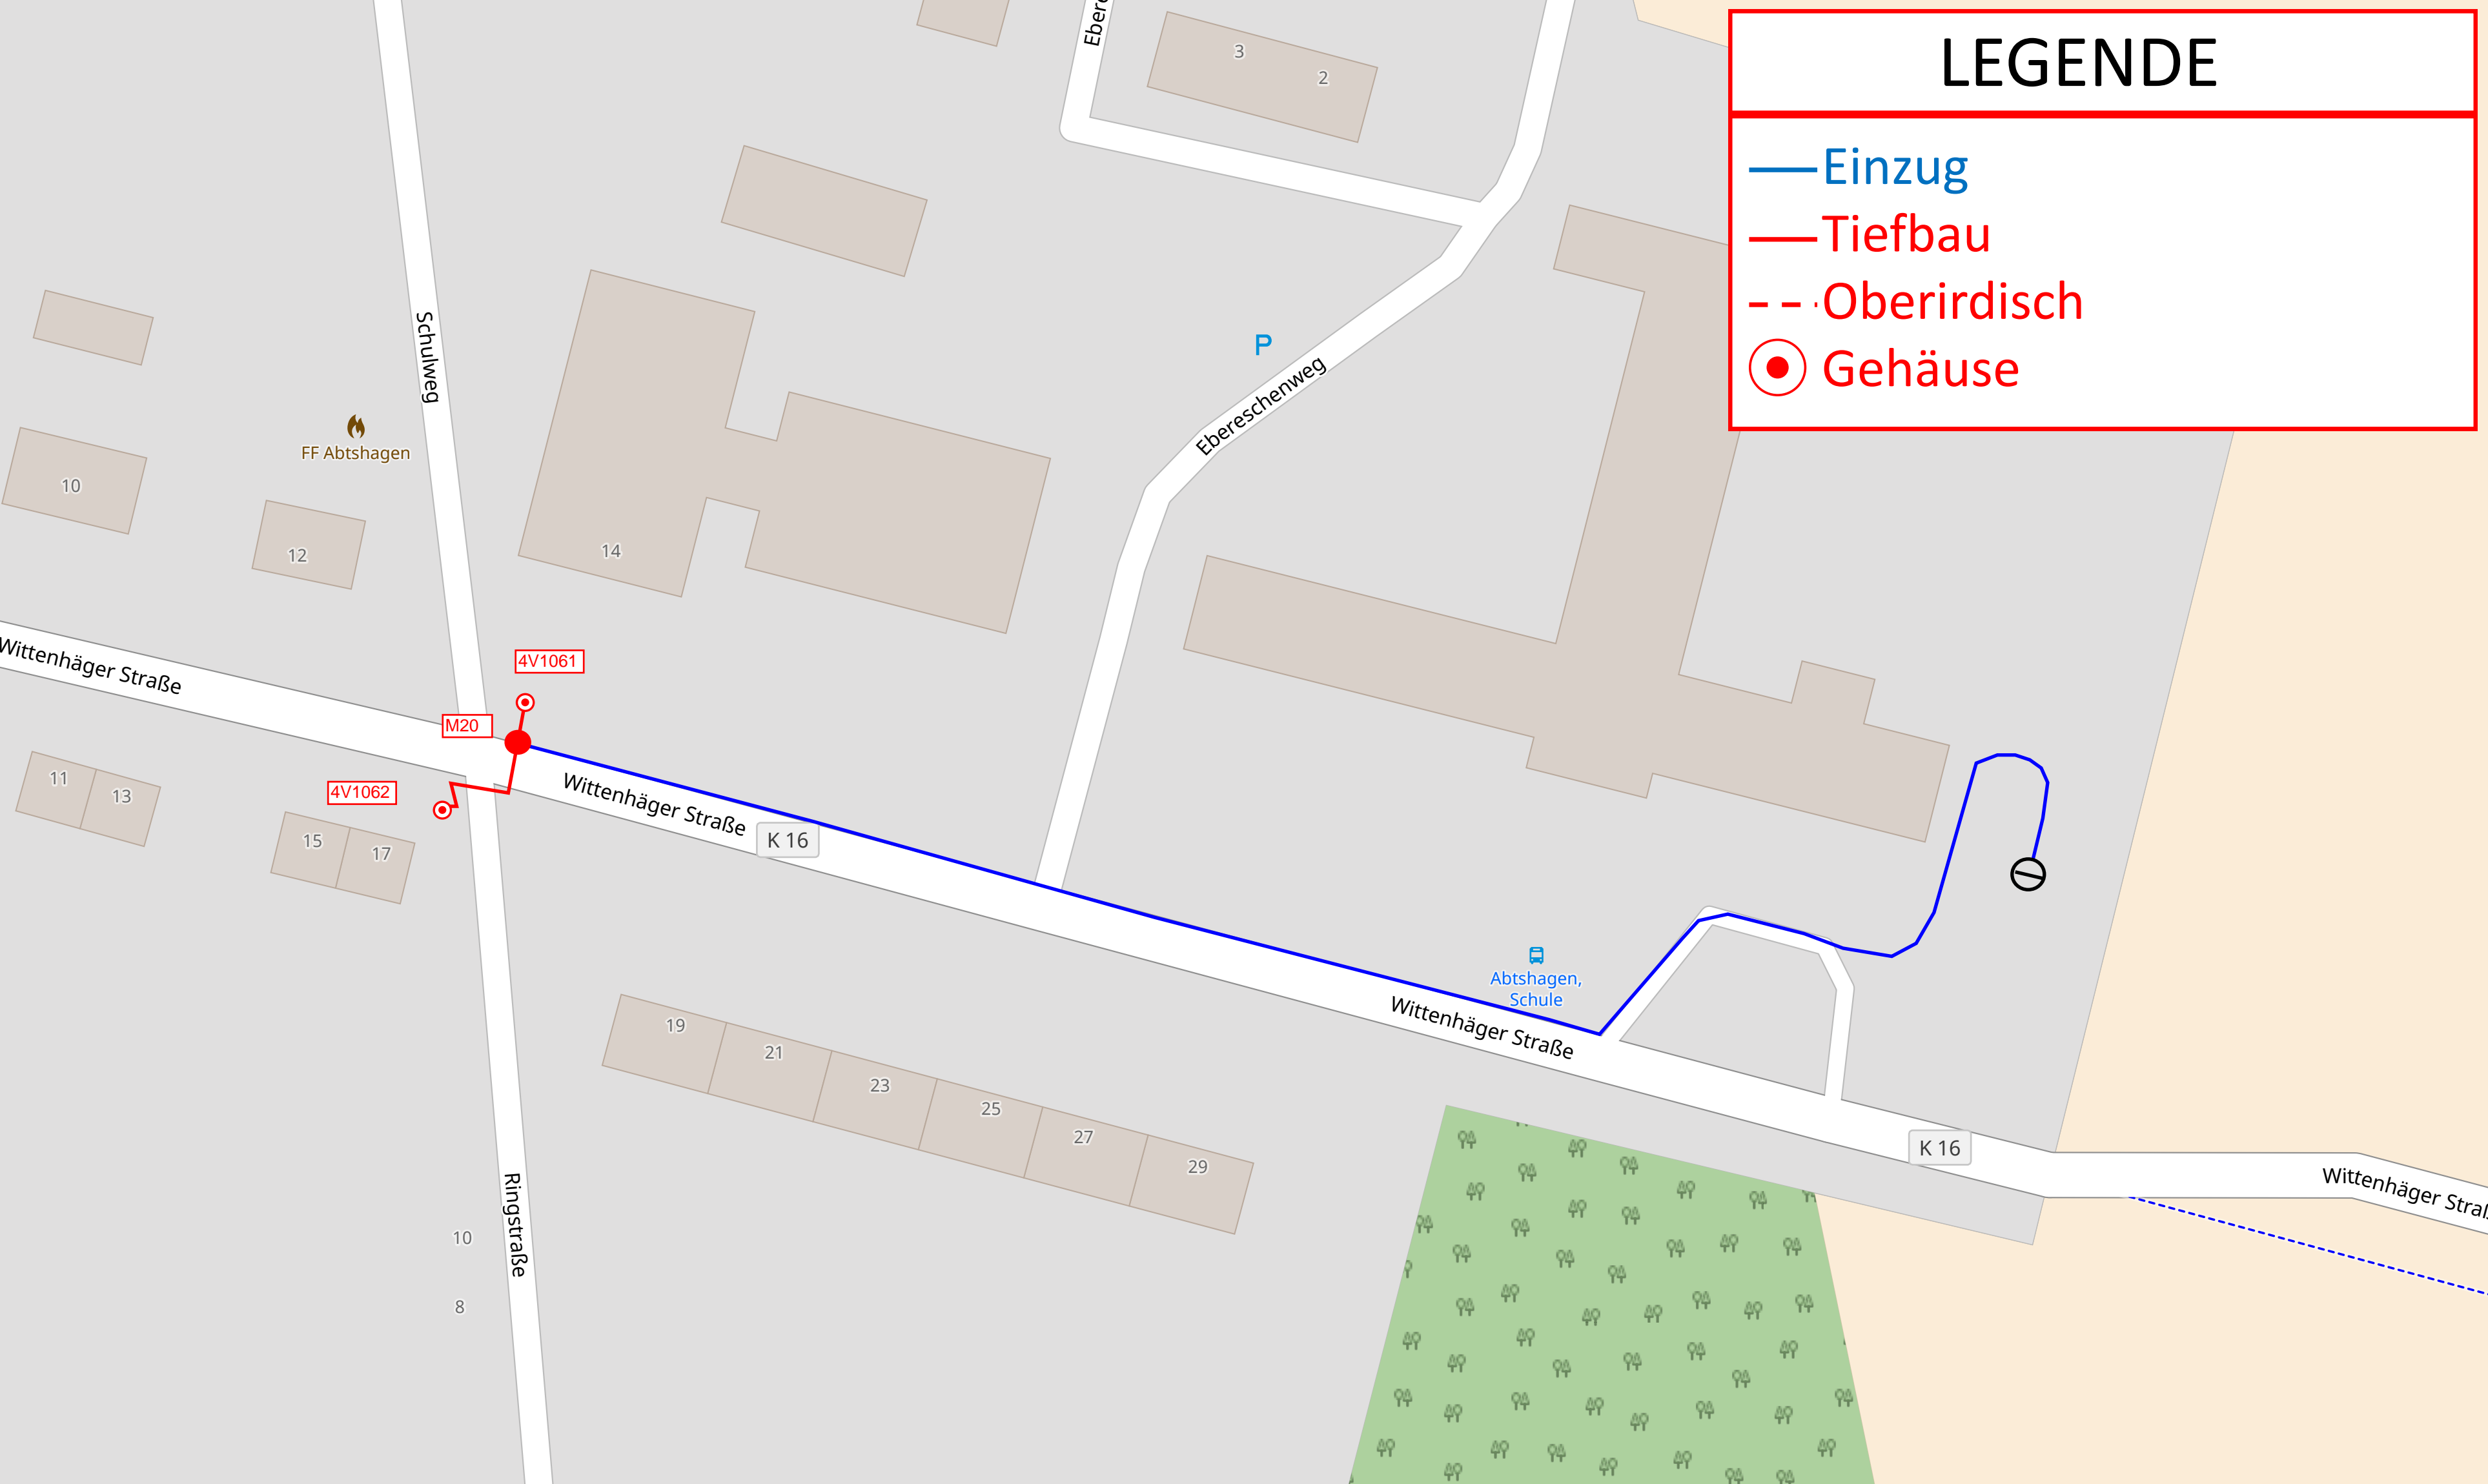 LEGENDE
Einzug
Tiefbau
Oberirdisch
Gehäuse
3
2
P
Schulweg
Ebereschenweg
FF Abtshagen
10
12
14
Wittenhäger Straße
4V1061
M20
4V1062
11
13
15
17
Wittenhäger Straße
K 16
Abtshagen,
Schule
Wittenhäger Straße
19
21
23
25
27
29
K 16
Ringstraße
10
8